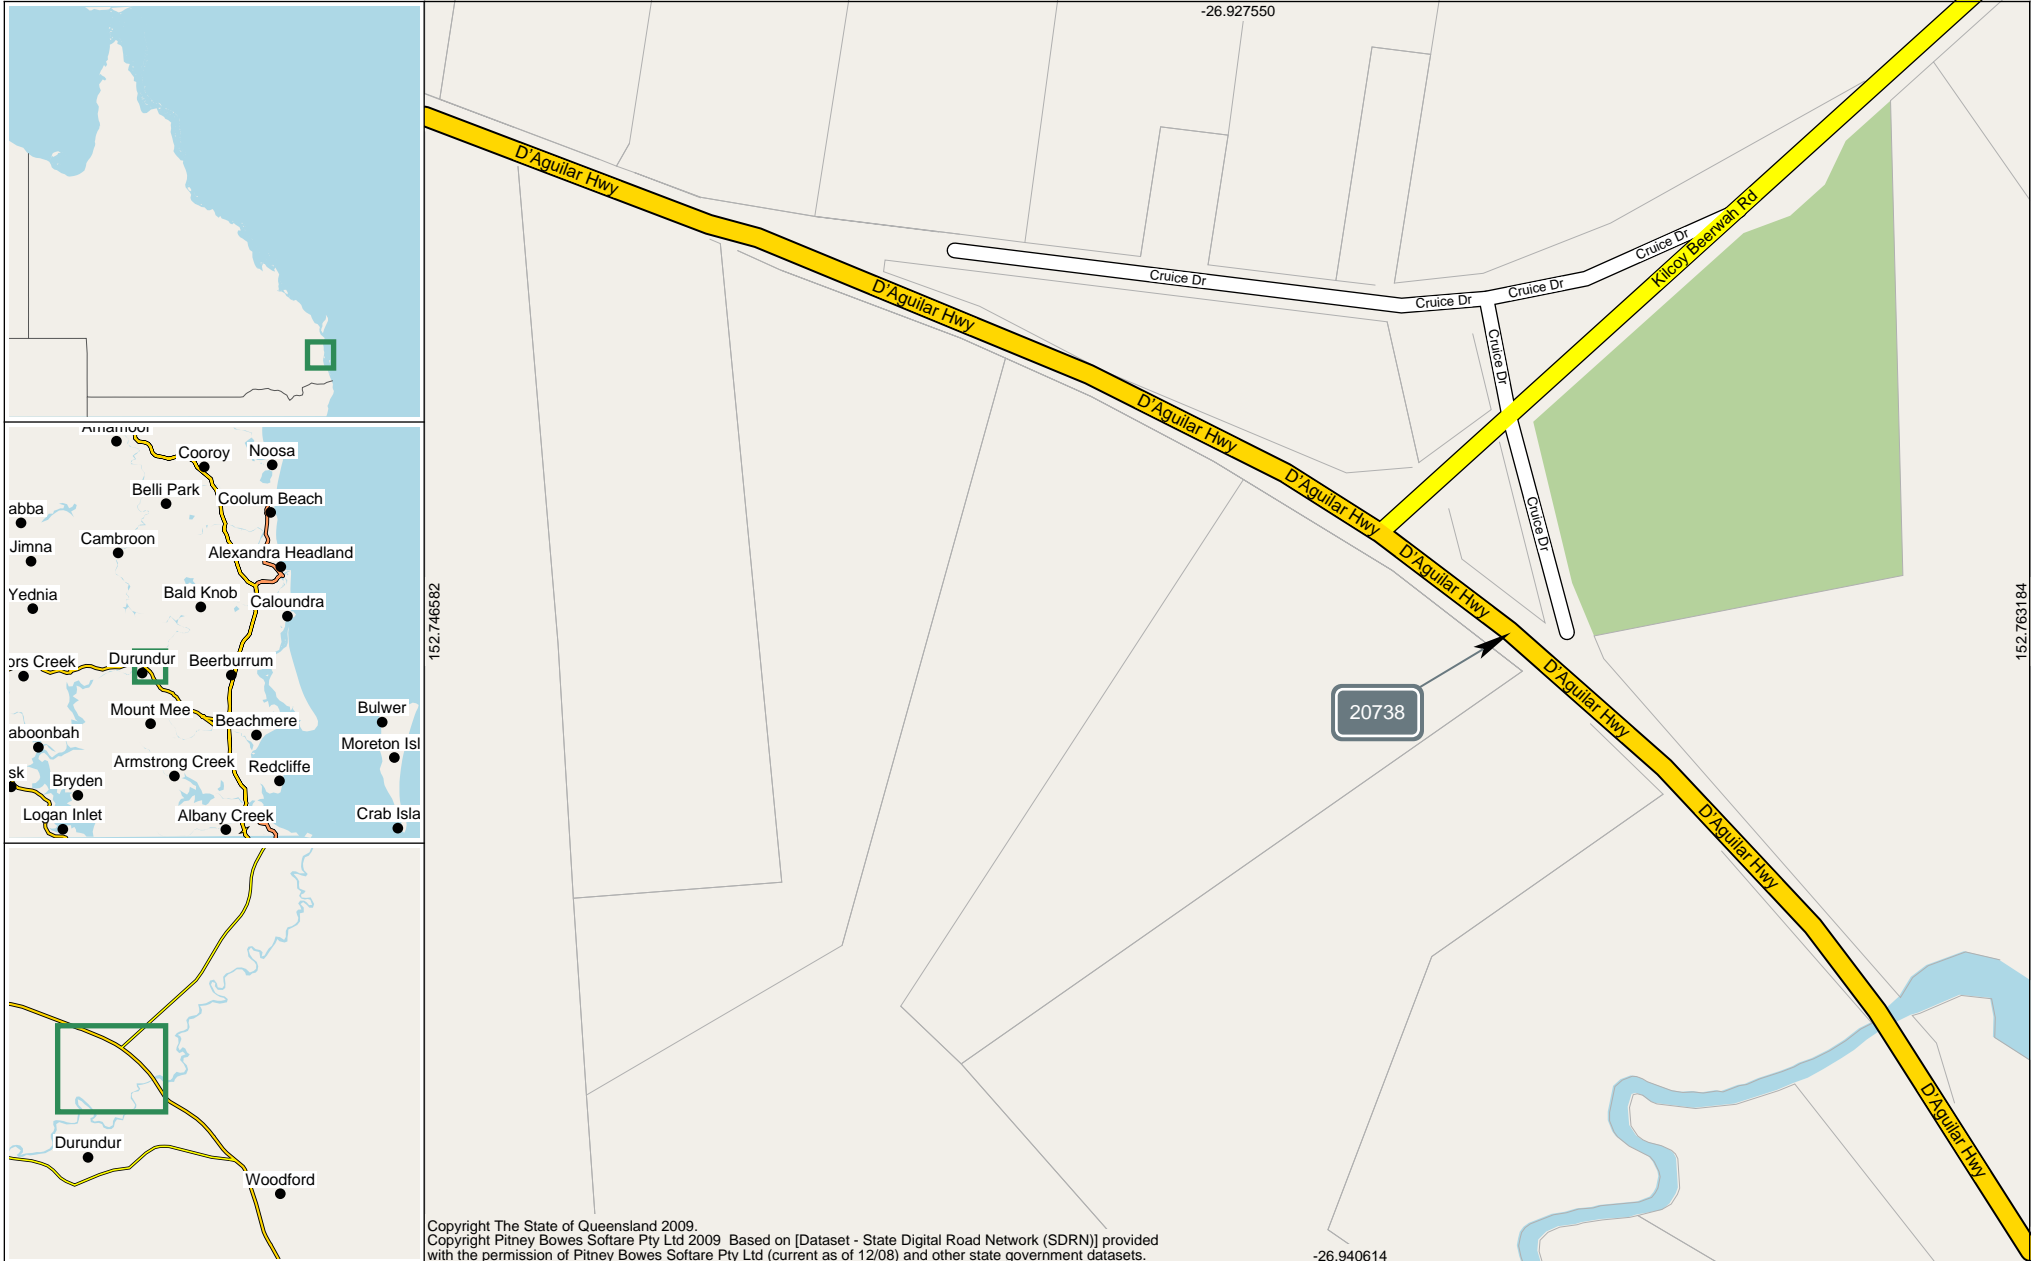 -26.927550
D'Aguilar Hwy
Kilcoy Beerwah Rd
Cruice Dr
Cruice Dr
Cruice Dr
Cruice Dr
D'Aguilar Hwy
Cruice Dr
D'Aguilar Hwy
D'Aguilar Hwy
Cruice Dr
D'Aguilar Hwy
152.746582
152.763184
20738
D'Aguilar Hwy
D'Aguilar Hwy
D'Aguilar Hwy
Amamoor
Cooroy
Noosa
Belli Park
Coolum Beach
abba
Jimna
Cambroon
Alexandra Headland
Yednia
Bald Knob
Caloundra
ors Creek
Durundur
Beerburrum
Mount Mee
Beachmere
Bulwer
aboonbah
Moreton Isl
Armstrong Creek
Redcliffe
sk
Bryden
Logan Inlet
Albany Creek
Crab Isla
Durundur
Woodford
Copyright The State of Queensland 2009.
Copyright Pitney Bowes Softare Pty Ltd 2009 Based on [Dataset - State Digital Road Network (SDRN)] provided
with the permission of Pitney Bowes Softare Pty Ltd (current as of 12/08) and other state government datasets.
-26.940614